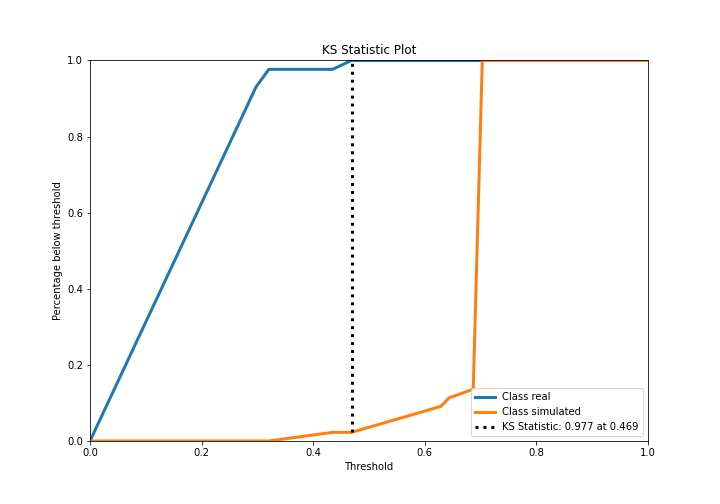 KS Statistic Plot
1.0
0.8
0.6
0.4
0.2
0.0
Percentage below threshold
Class real
Class simulated
KS Statistic: 0.977 at 0.469
0.0 0.2 0.4 0.6 0.8 1.0
Threshold